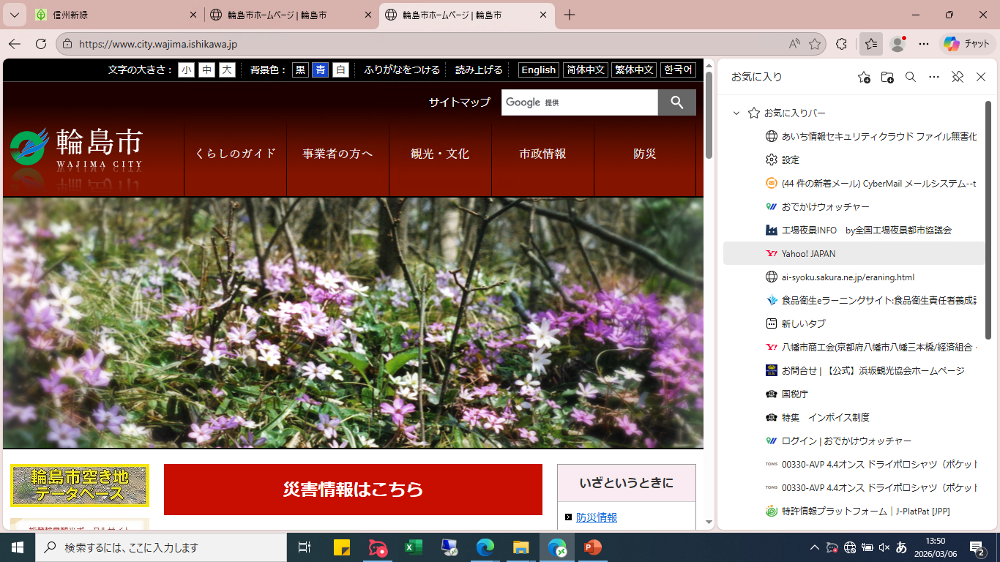 信州新緑
輪島市ホームページ | 輪島市
輪島市ホームページ | 輪島市
https://www.city.wajima.ishikawa.jp
チャット
文字の大きさ： 小 中 大 背景色： 黒 青 白 ふりがなをつける 読み上げる English 简体中文 繁体中文 한국어
サイトマップ Google 提供
輪島市
WAJIMA CITY
くらしのガイド 事業者の方へ 観光・文化 市政情報 防災
輪島市空き地
データベース
災害情報はこちら
いざというときに
防災情報
能登輪島観光ポータルサイト
お気に入り
お気に入りバー
あいち情報セキュリティクラウド ファイル無害化
設定
(44 件の新着メール) CyberMail メールシステム--t
おでかけウォッチャー
工場夜景INFO by全国工場夜景都市協議会
Yahoo! JAPAN
ai-syoku.sakura.ne.jp/eraning.html
食品衛生eラーニングサイト:食品衛生責任者養成
新しいタブ
八幡市商工会(京都府八幡市八幡三本橋/経済組合・
お問合せ | 【公式】浜坂観光協会ホームページ
国税庁
特集 インボイス制度
ログイン | おでかけウォッチャー
TOMS 00330-AVP 4.4オンス ドライポロシャツ（ポケット
TOMS 00330-AVP 4.4オンス ドライポロシャツ（ポケット
特許情報プラットフォーム｜J-PlatPat [JPP]
検索するには、ここに入力します
あ
13:50
2026/03/06
2